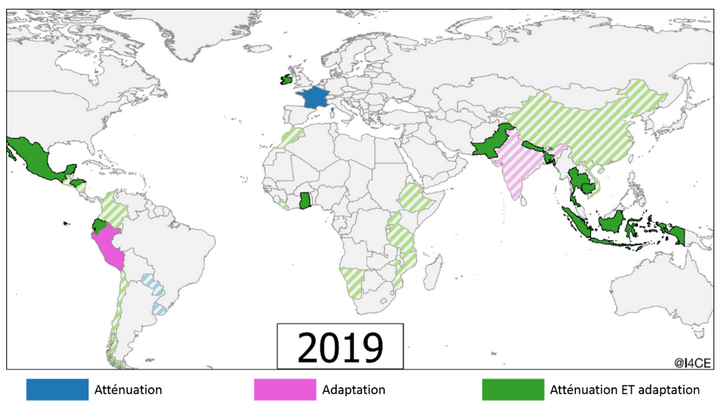 2019
@I4CE
Atténuation
Adaptation
Atténuation ET adaptation